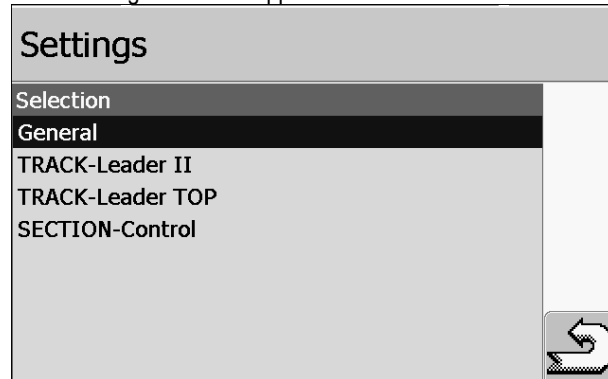 Settings
Selection
General
TRACK-Leader II
TRACK-Leader TOP
SECTION-Control